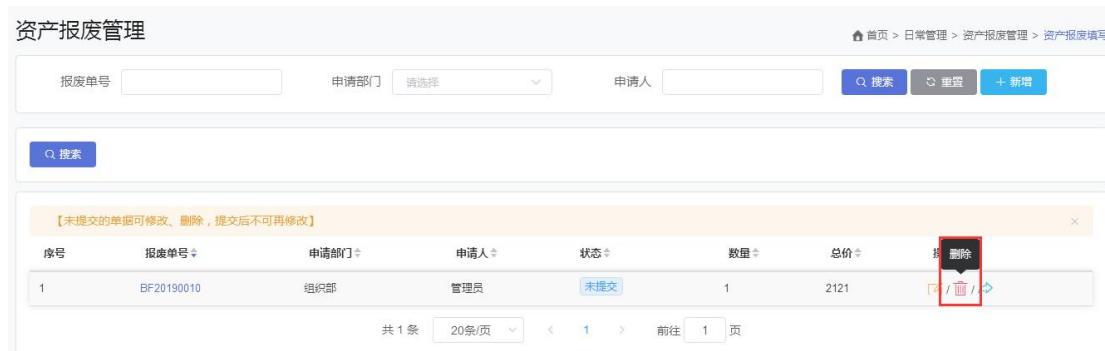 资产报废管理
首页 > 日常管理 > 资产报废管理 > 资产报废填写
报废单号 申请部门 请选择 申请人 搜索 重置 + 新增
搜索
【未提交的单据可修改、删除，提交后不可再修改】
序号 报废单号 申请部门 申请人 状态 数量 总价 删除
1 BF20190010 组织部 管理员 未提交 1 2121 / /
共 1 条 20条/页 < 1 > 前往 1 页